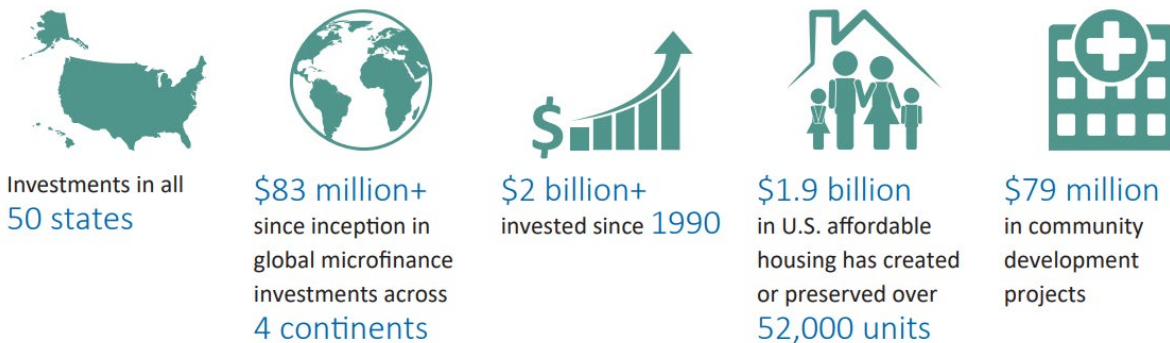 Investments in all
50 states
$83 million+
since inception in
global microfinance
investments across
4 continents
$
$2 billion+
invested since 1990
$1.9 billion
in U.S. affordable
housing has created
or preserved over
52,000 units
$79 million
in community
development
projects